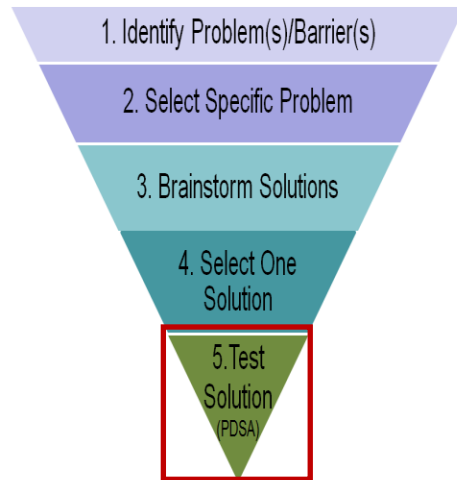 1. Identify Problem(s)/Barrier(s)
2. Select Specific Problem
3. Brainstorm Solutions
4. Select One
Solution
5.Test
Solution
(PDSA)